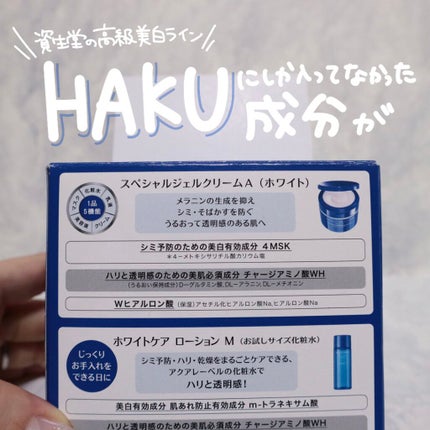 資生堂の高級美白ライン
HAKUにしか入ってなかった
成分が
スペシャルジェルクリームA（ホワイト）
マスク
化粧水
乳液
クリーム
美容液
1品
5機能
メラニンの生成を抑え
シミ・そばかすを防ぐ
うるおって透明感のある肌へ
シミ予防のための美白有効成分 4MSK
*4-メトキシサリチル酸カリウム塩
ハリと透明感のための美肌必須成分 チャージアミノ酸WH
(うるおい保持成分)D-グルタミン酸、DL-アラニン、DL-メチオニン
Wヒアルロン酸（保湿）アセチル化ヒアルロン酸Na、ヒアルロン酸Na
ホワイトケア ローション M（お試しサイズ化粧水）
じっくり
お手入れを
できる日に
シミ予防・ハリ・乾燥をまるごとケアできる、
アクアレーベルの化粧水で
ハリと透明感！
美白有効成分 肌あれ防止有効成分 m-トラネキサム酸
ハリと透明感のための美肌必須成分 チャージアミノ酸WH